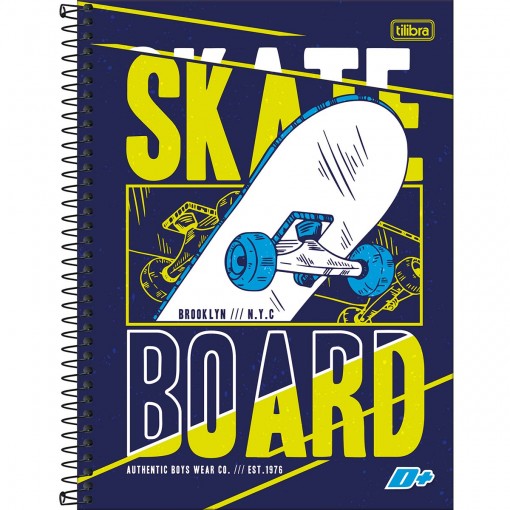 tilibra
SKATE
BROOKLYN /// N.Y.C
BOARD
AUTHENTIC BOYS WEAR CO. /// EST.1976
D+